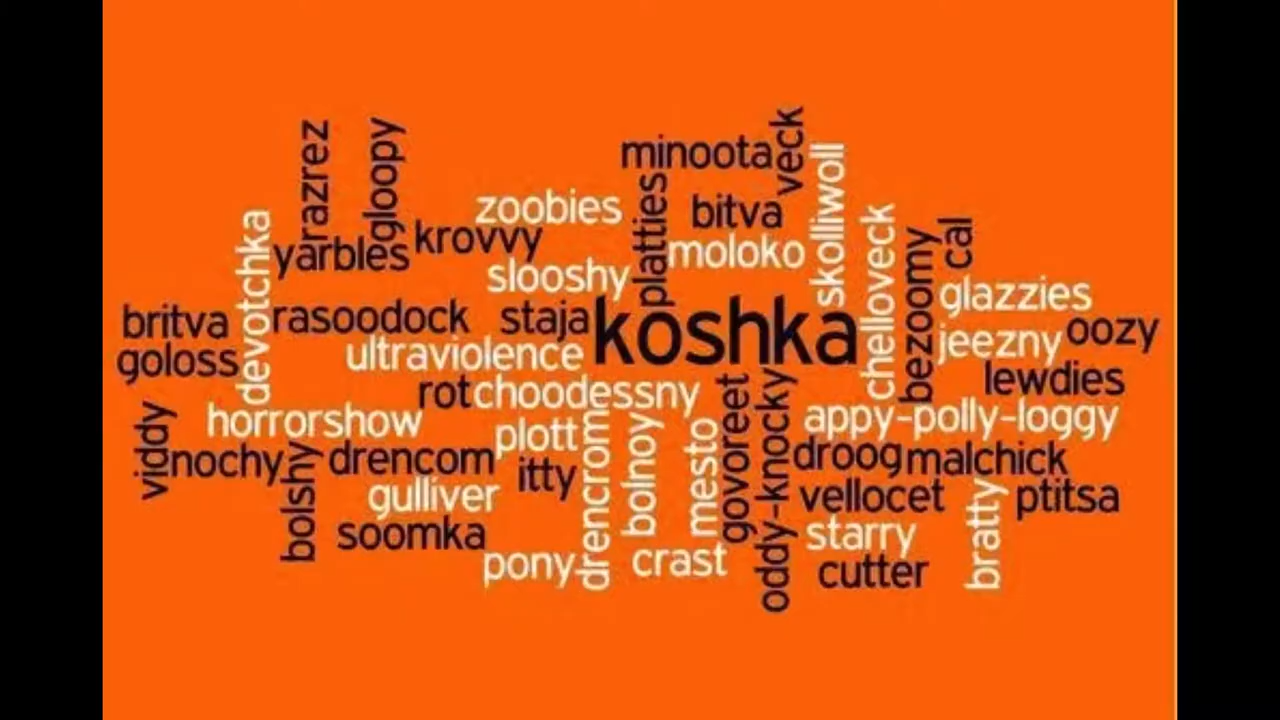 razrez
gloopy
minoota
veck
zoobies
platties
bitva
skolliwoll
devotchka
yarbles
krovvy
moloko
chelloveck
bezoomy
cal
slooshy
glazzies
britva
rasoodock
staja
koshka
jeezny
oozy
goloss
ultraviolence
lewdies
rot
choodessny
govoreet
oddy-knocky
viddy
horrorshow
plott
drencrom
bolnoy
mesto
appy-polly-loggy
nochy
bolshy
drencom
itty
droog
malchick
gulliver
vellocet
bratty
ptitsa
soomka
starry
pony
crast
cutter